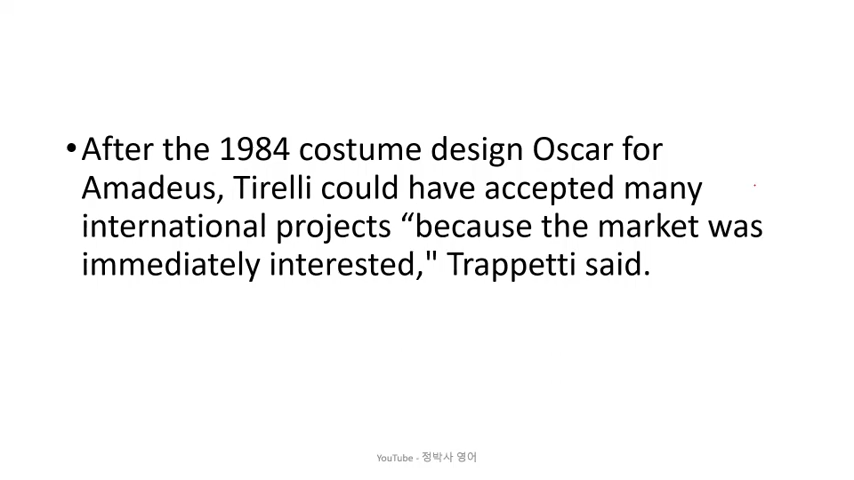 •After the 1984 costume design Oscar for
Amadeus, Tirelli could have accepted many
international projects “because the market was
immediately interested," Trappetti said.
YouTube - 정박사 영어